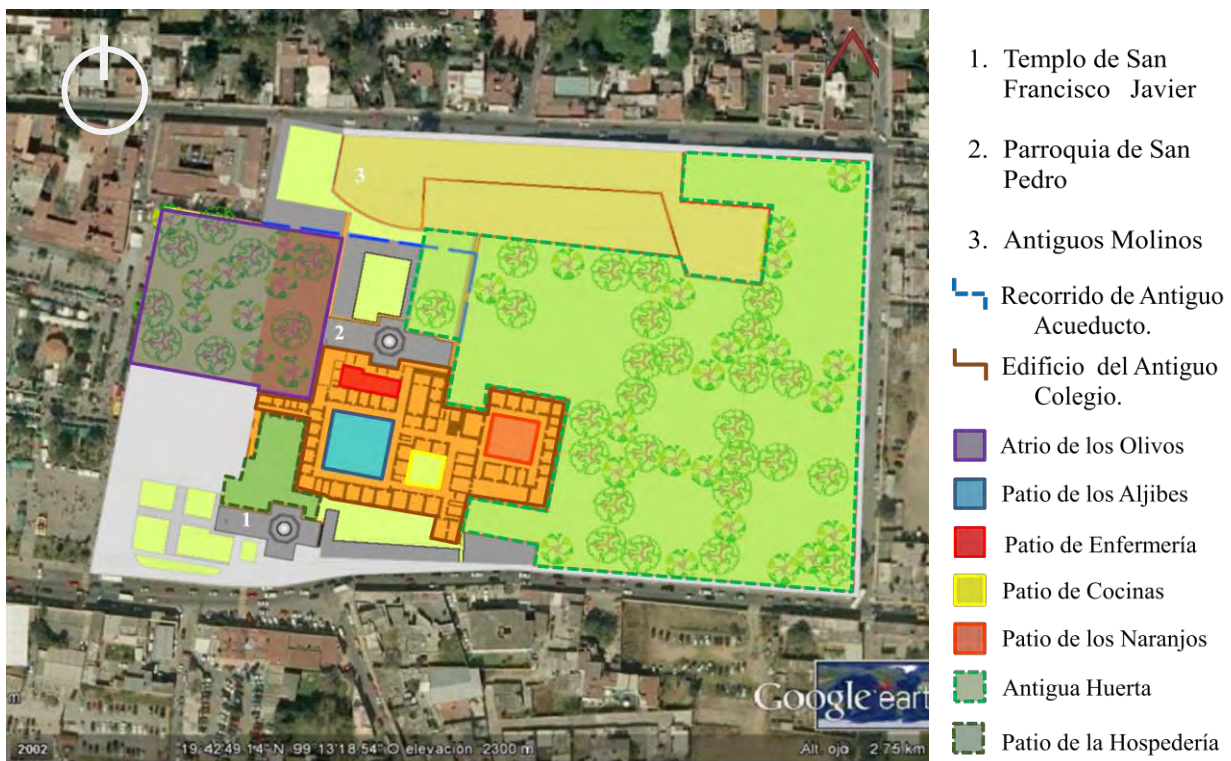 3
2
1
Google eart
m
2002
19°42'49.14" N 99°13'18.54" O elevación 2300 m
Alt. ojo 2.75 km
1. Templo de San
Francisco Javier
2. Parroquia de San
Pedro
3. Antiguos Molinos
Recorrido de Antiguo
Acueducto.
Edificio del Antiguo
Colegio.
Atrio de los Olivos
Patio de los Aljibes
Patio de Enfermería
Patio de Cocinas
Patio de los Naranjos
Antigua Huerta
Patio de la Hospedería